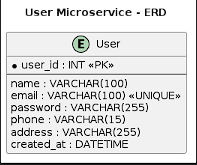 User Microservice - ERD
E User
* user_id : INT «PK»
name : VARCHAR(100)
email : VARCHAR(100) «UNIQUE»
password : VARCHAR(255)
phone : VARCHAR(15)
address : VARCHAR(255)
created_at : DATETIME